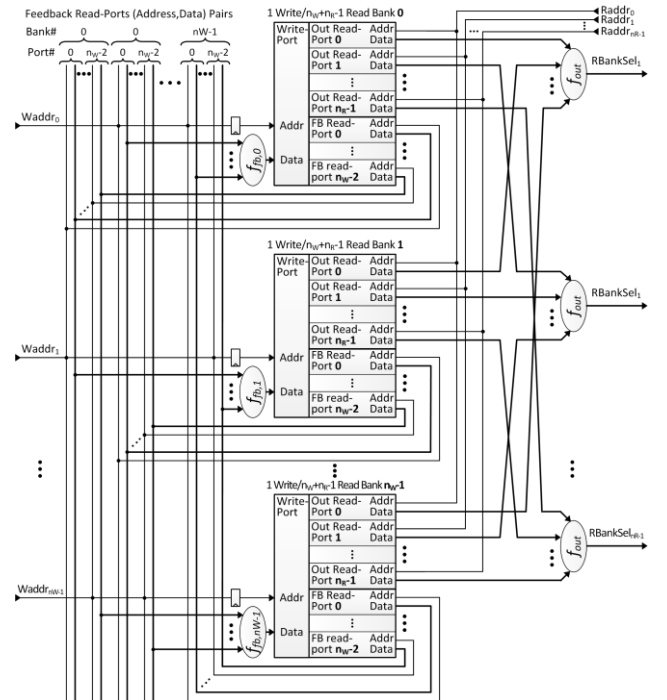 Feedback Read-Ports (Address,Data) Pairs
Bank# 0 0 nW-1
Port# 0 nW-2 0 nW-2 0 nW-2
1 Write/nW+nR-1 Read Bank 0
Write-Port
Addr
Data
Out Read-Port 0 Addr Data
Out Read-Port 1 Addr Data
Out Read-Port nR-1 Addr Data
FB Read-Port 0 Addr Data
FB read-port nW-2 Addr Data
Raddr0
Raddr1
Raddrn​R-1
fout
RBankSel1
Waddr0
ffb,0
1 Write/nW+nR-1 Read Bank 1
Write-Port
Addr
Data
Out Read-Port 0 Addr Data
Out Read-Port 1 Addr Data
Out Read-Port nR-1 Addr Data
FB Read-Port 0 Addr Data
FB read-port nW-2 Addr Data
fout
RBankSel1
Waddr1
ffb,1
1 Write/nW+nR-1 Read Bank nW-1
Write-Port
Addr
Data
Out Read-Port 0 Addr Data
Out Read-Port 1 Addr Data
Out Read-Port nR-1 Addr Data
FB Read-Port 0 Addr Data
FB read-port nW-2 Addr Data
fout
RBankSelnR-1
WaddrnW-1
ffb,nW-1